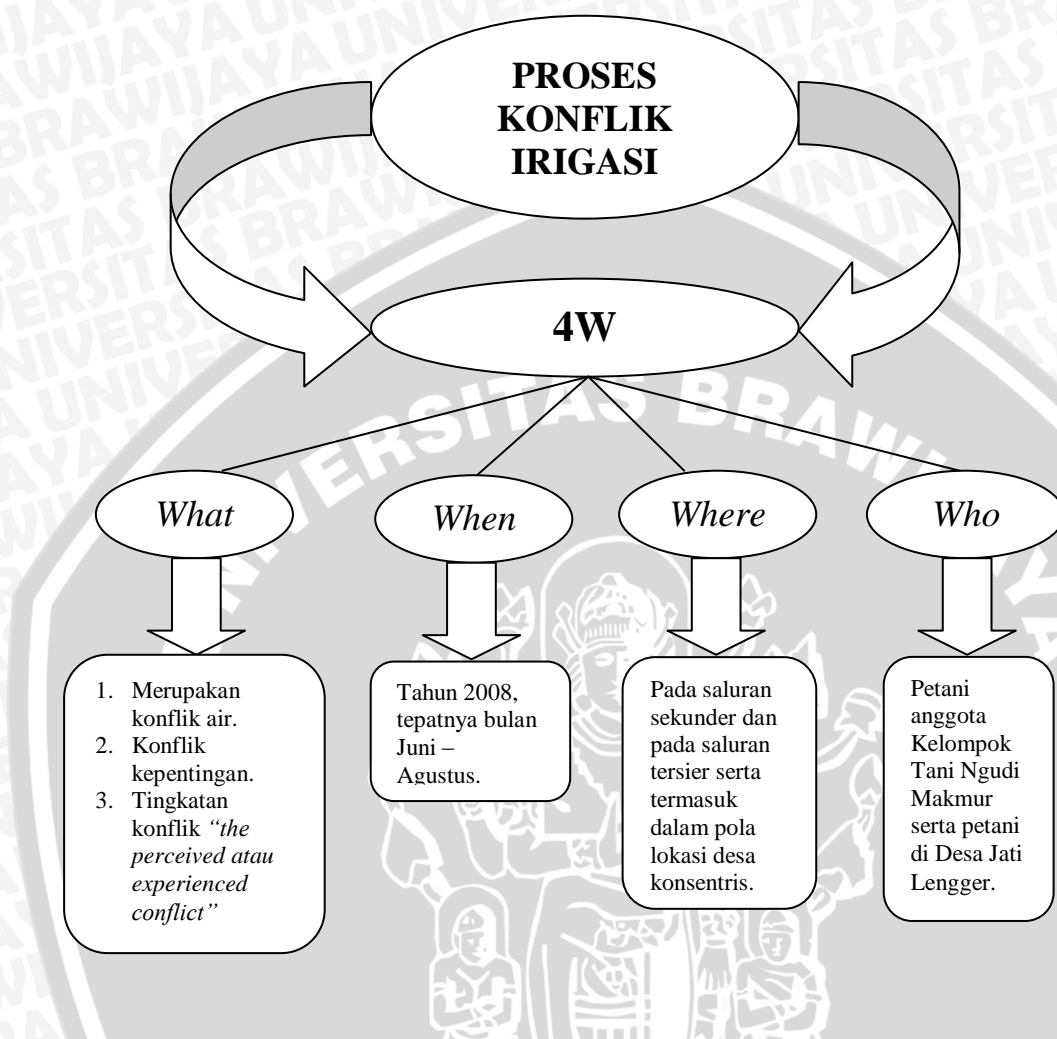 PROSES
KONFLIK
IRIGASI
4W
What
When
Where
Who
1. Merupakan
konflik air.
2. Konflik
kepentingan.
3. Tingkatan
konflik “the
perceived atau
experienced
conflict”
Tahun 2008,
tepatnya bulan
Juni –
Agustus.
Pada saluran
sekunder dan
pada saluran
tersier serta
termasuk
dalam pola
lokasi desa
konsentris.
Petani
anggota
Kelompok
Tani Ngudi
Makmur
serta petani
di Desa Jati
Lengger.